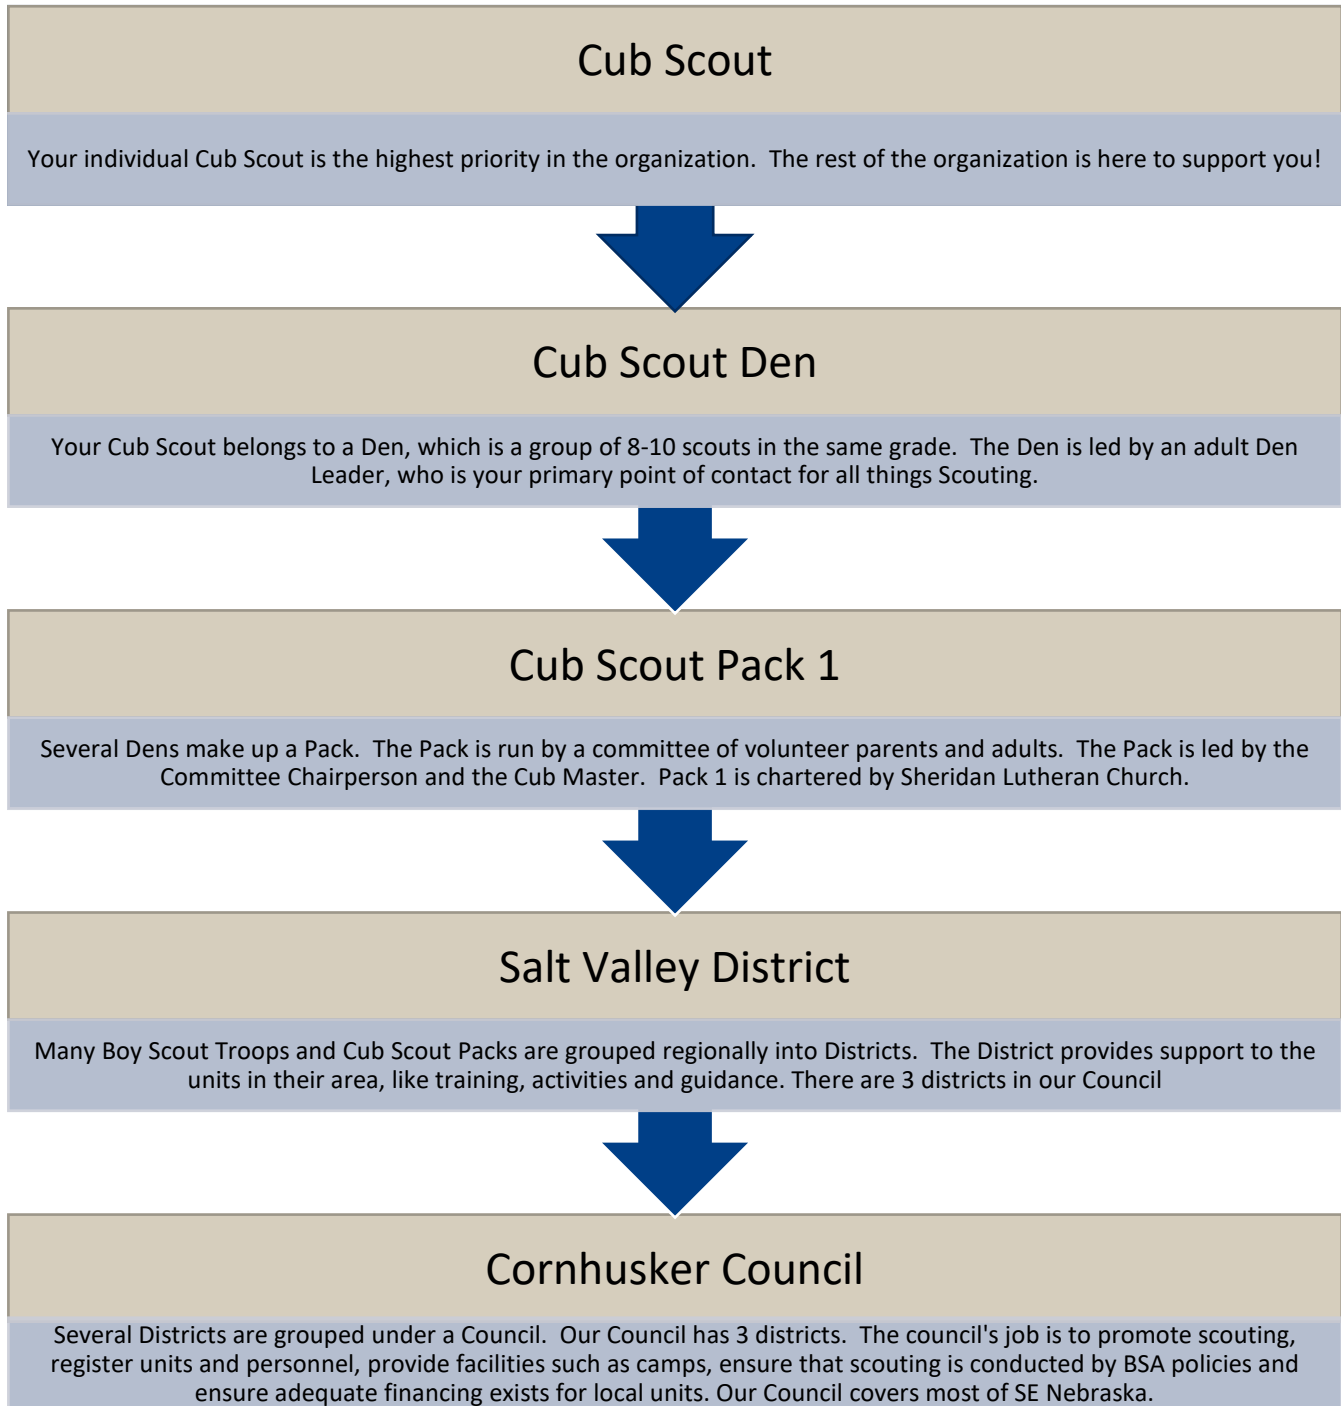 Cub Scout
Your individual Cub Scout is the highest priority in the organization.  The rest of the organization is here to support you!
Cub Scout Den
Your Cub Scout belongs to a Den, which is a group of 8-10 scouts in the same grade.  The Den is led by an adult Den
Leader, who is your primary point of contact for all things Scouting.
Cub Scout Pack 1
Several Dens make up a Pack.  The Pack is run by a committee of volunteer parents and adults.  The Pack is led by the
Committee Chairperson and the Cub Master.  Pack 1 is chartered by Sheridan Lutheran Church.
Salt Valley District
Many Boy Scout Troops and Cub Scout Packs are grouped regionally into Districts.  The District provides support to the
units in their area, like training, activities and guidance. There are 3 districts in our Council
Cornhusker Council
Several Districts are grouped under a Council.  Our Council has 3 districts.  The council's job is to promote scouting,
register units and personnel, provide facilities such as camps, ensure that scouting is conducted by BSA policies and
ensure adequate financing exists for local units. Our Council covers most of SE Nebraska.